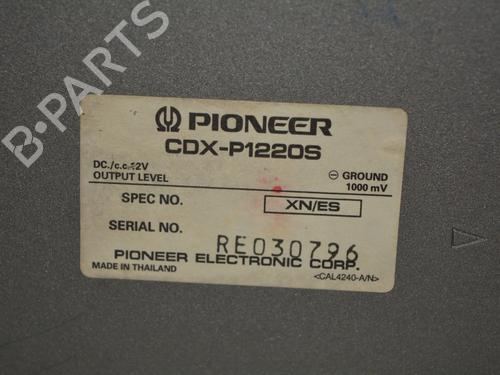 B-PARTS
PIONEER
CDX-P1220S
DC./c.c.12V
GROUND
OUTPUT LEVEL
1000 mV
SPEC NO.
XN/ES
SERIAL NO.
RE030796
PIONEER ELECTRONIC CORP.
MADE IN THAILAND
<CAL4240-A/N>